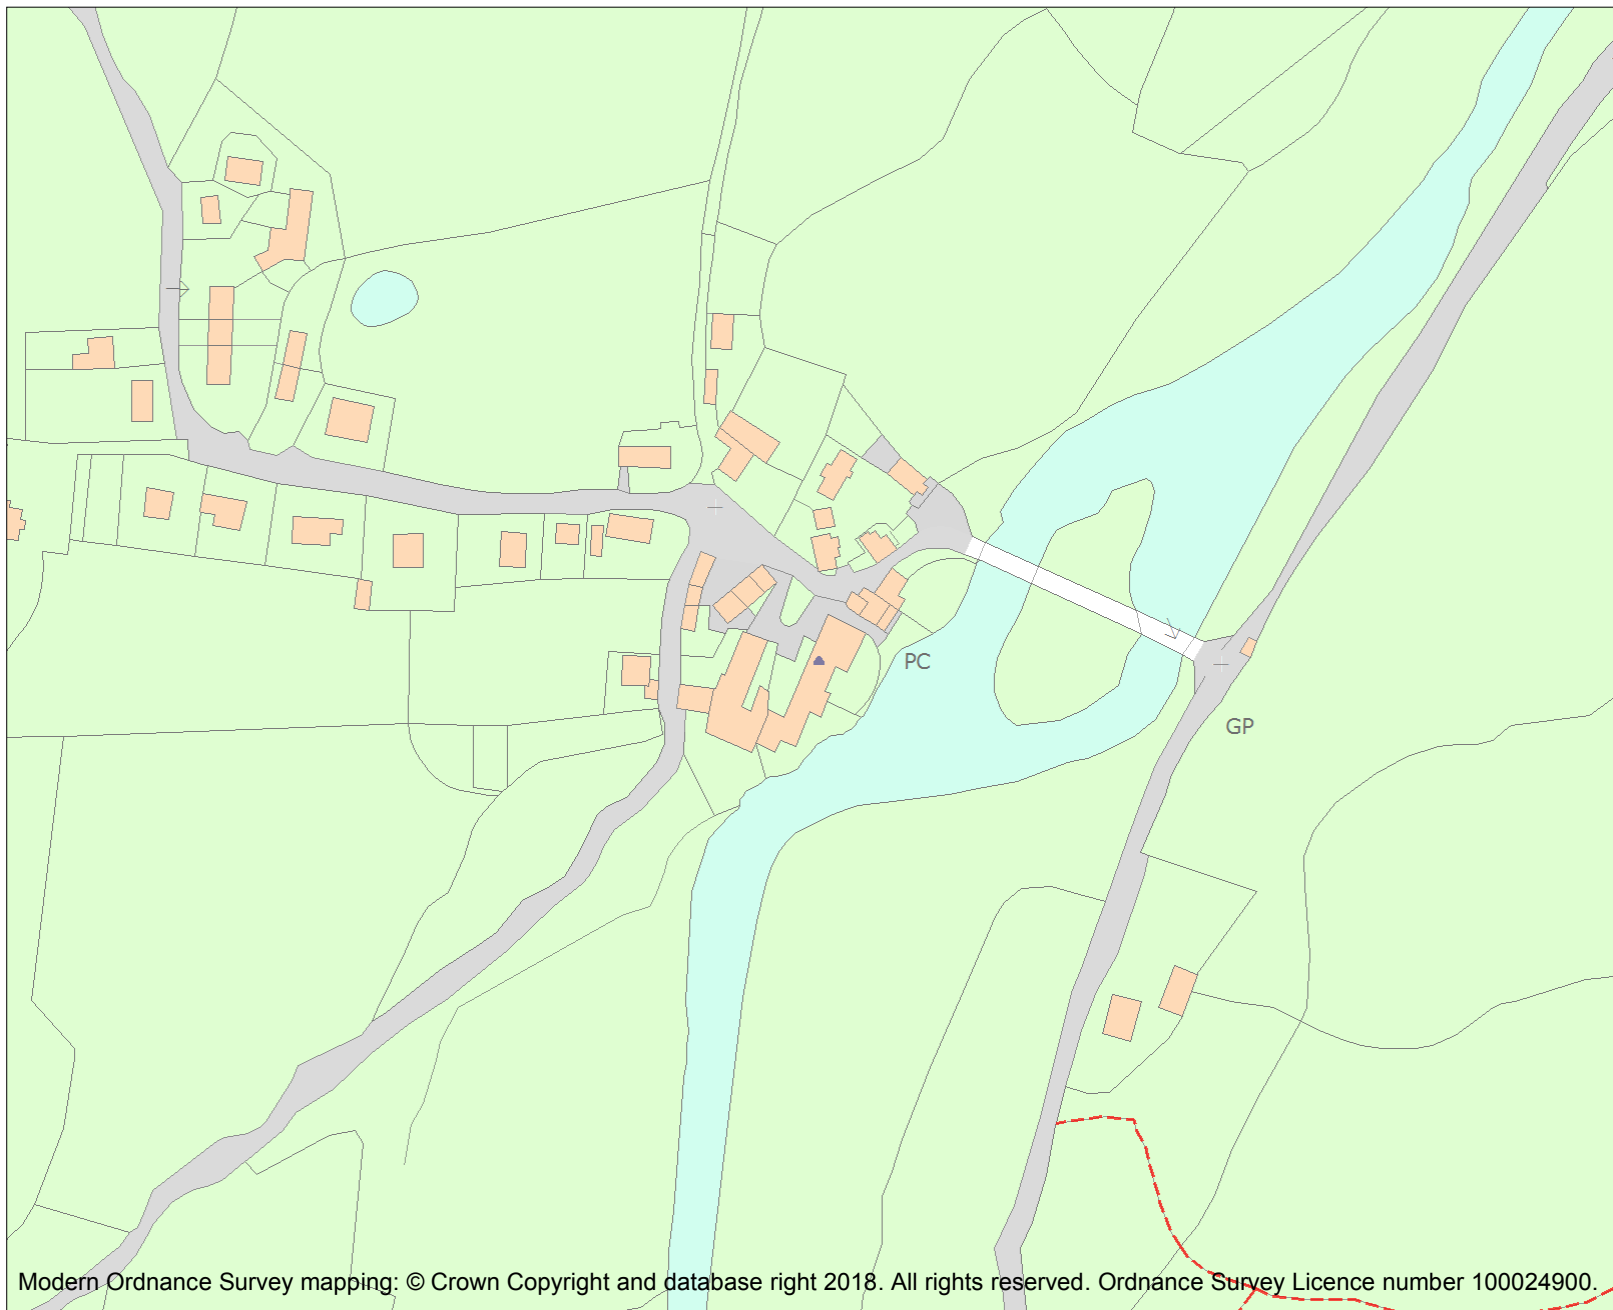 PC
GP
Modern Ordnance Survey mapping: © Crown Copyright and database right 2018. All rights reserved. Ordnance Survey Licence number 100024900.